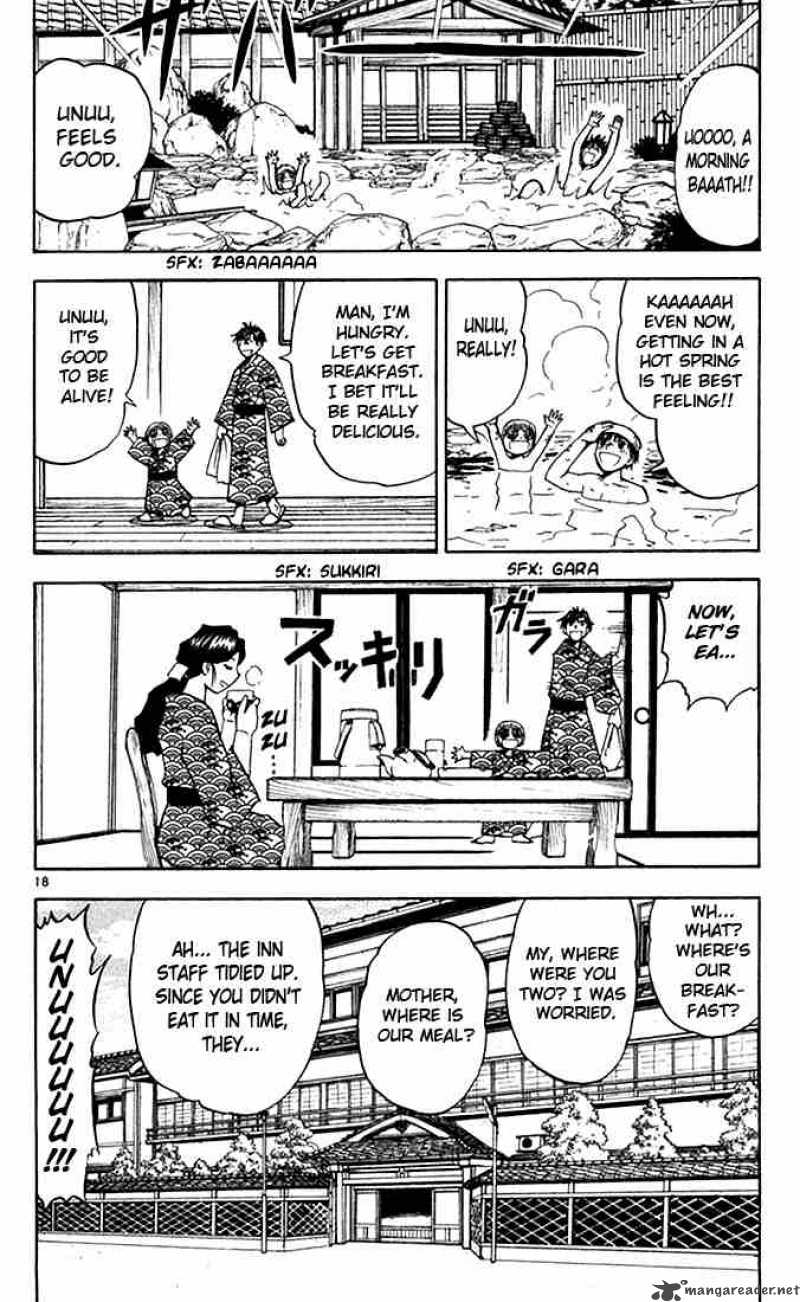 UOOOO, A
MORNING
BAAATH!!
UNUU,
FEELS
GOOD.
SFX: ZABAAAAAA
KAAAAAAH
EVEN NOW,
GETTING IN A
HOT SPRING
IS THE BEST
FEELING!!
UNUU,
REALLY!
MAN, I'M
HUNGRY.
LET'S GET
BREAKFAST.
I BET IT'LL
BE REALLY
DELICIOUS.
UNUU,
IT'S
GOOD
TO BE
ALIVE!
SFX: GARA
SFX: SUKKIRI
NOW,
LET'S
EA...
ガラ
スッキリ
ZU
ZU
18
WH...
WHAT?
WHERE'S
OUR
BREAK-
FAST?
MY, WHERE
WERE YOU
TWO? I WAS
WORRIED.
MOTHER,
WHERE IS
OUR MEAL?
AH... THE INN
STAFF TIDIED UP.
SINCE YOU DIDN'T
EAT IT IN TIME,
THEY...
UNUUUUUUU!!!
mangareader.net